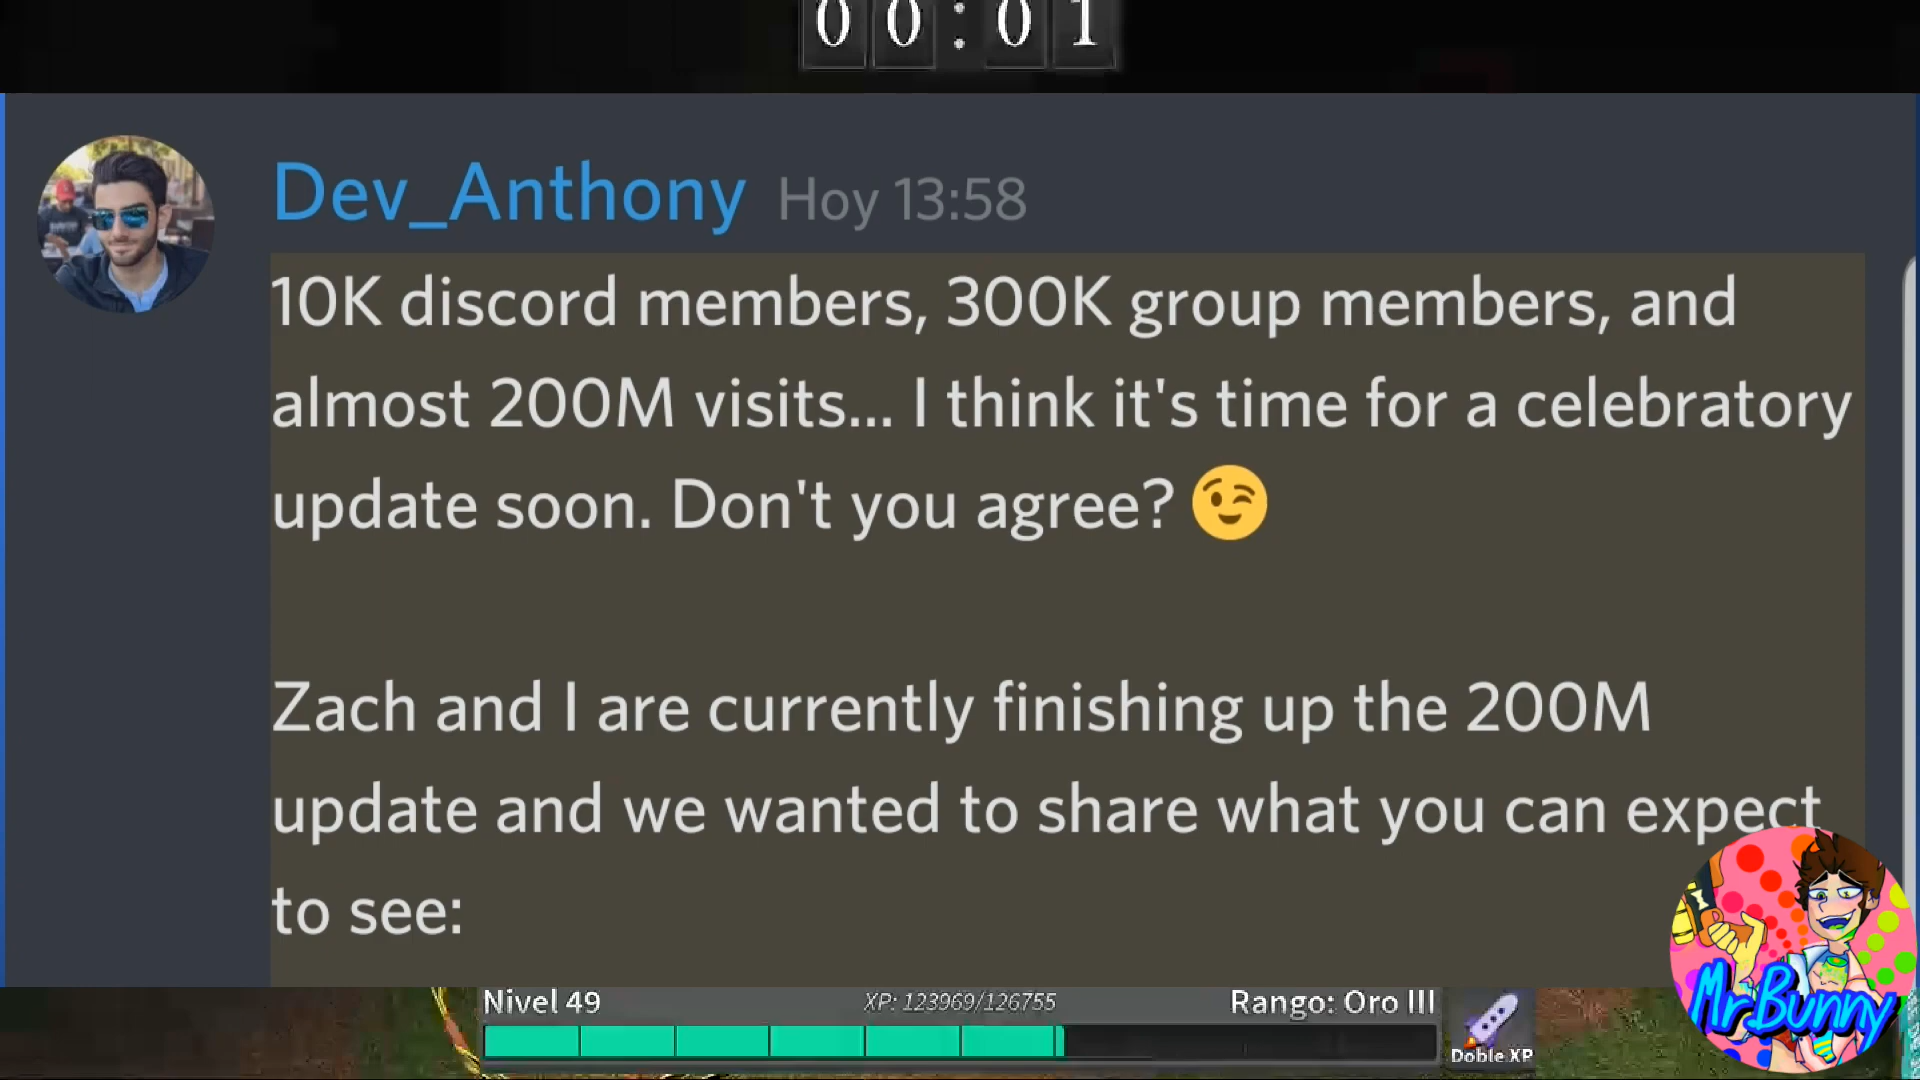 00:01
Dev_Anthony Hoy 13:58
10K discord members, 300K group members, and
almost 200M visits... I think it's time for a celebratory
update soon. Don't you agree? 😉
Zach and I are currently finishing up the 200M
update and we wanted to share what you can expect
to see:
Nivel 49 XP: 123969/126755 Rango: Oro III
Doble XP
Mr.Bunny